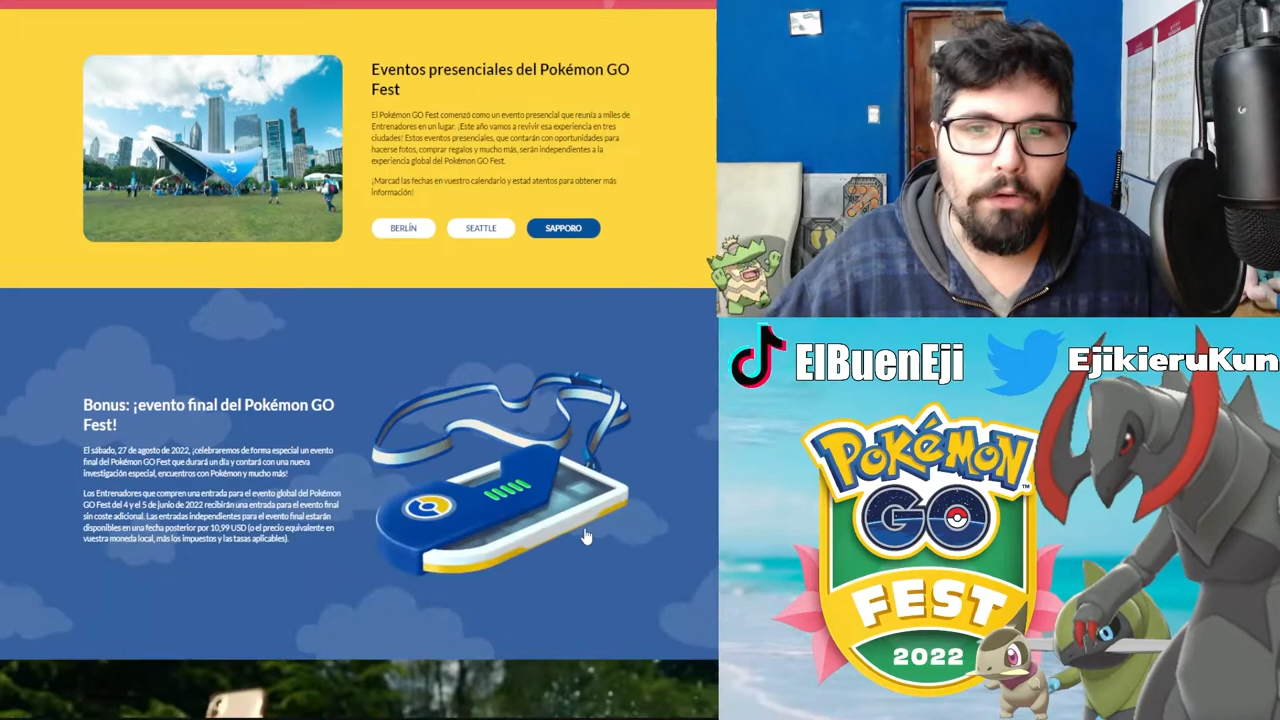 Eventos presenciales del Pokémon GO
Fest
El Pokémon GO Fest comenzó como un evento presencial que reunía a miles de
Entrenadores en un lugar. ¡Este año vamos a revivir esa experiencia en tres
ciudades! Estos eventos presenciales, que contarán con oportunidades para
hacerse fotos, comprar regalos y mucho más, serán independientes a la
experiencia global del Pokémon GO Fest.
¡Marcad las fechas en vuestro calendario y estad atentos para obtener más
información!
BERLÍN
SEATTLE
SAPPORO
Bonus: ¡evento final del Pokémon GO
Fest!
El sábado, 27 de agosto de 2022, ¡celebraremos de forma especial un evento
final del Pokémon GO Fest que durará un día y contará con una nueva
investigación especial, encuentros con Pokémon y mucho más!
Los Entrenadores que compren una entrada para el evento global del Pokémon
GO Fest del 4 y el 5 de junio de 2022 recibirán una entrada para el evento final
sin coste adicional. Las entradas independientes para el evento final estarán
disponibles en una fecha posterior por 10,99 USD (o el precio equivalente en
vuestra moneda local, más los impuestos y las tasas aplicables).
ElBuenEji
EjikieruKun
POKÉMON
TM
GO
FEST
2022